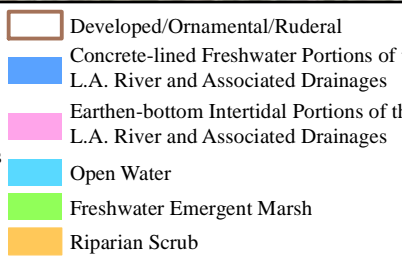 Developed/Ornamental/Ruderal
Concrete-lined Freshwater Portions of
L.A. River and Associated Drainages
Earthen-bottom Intertidal Portions of
L.A. River and Associated Drainages
Open Water
Freshwater Emergent Marsh
Riparian Scrub